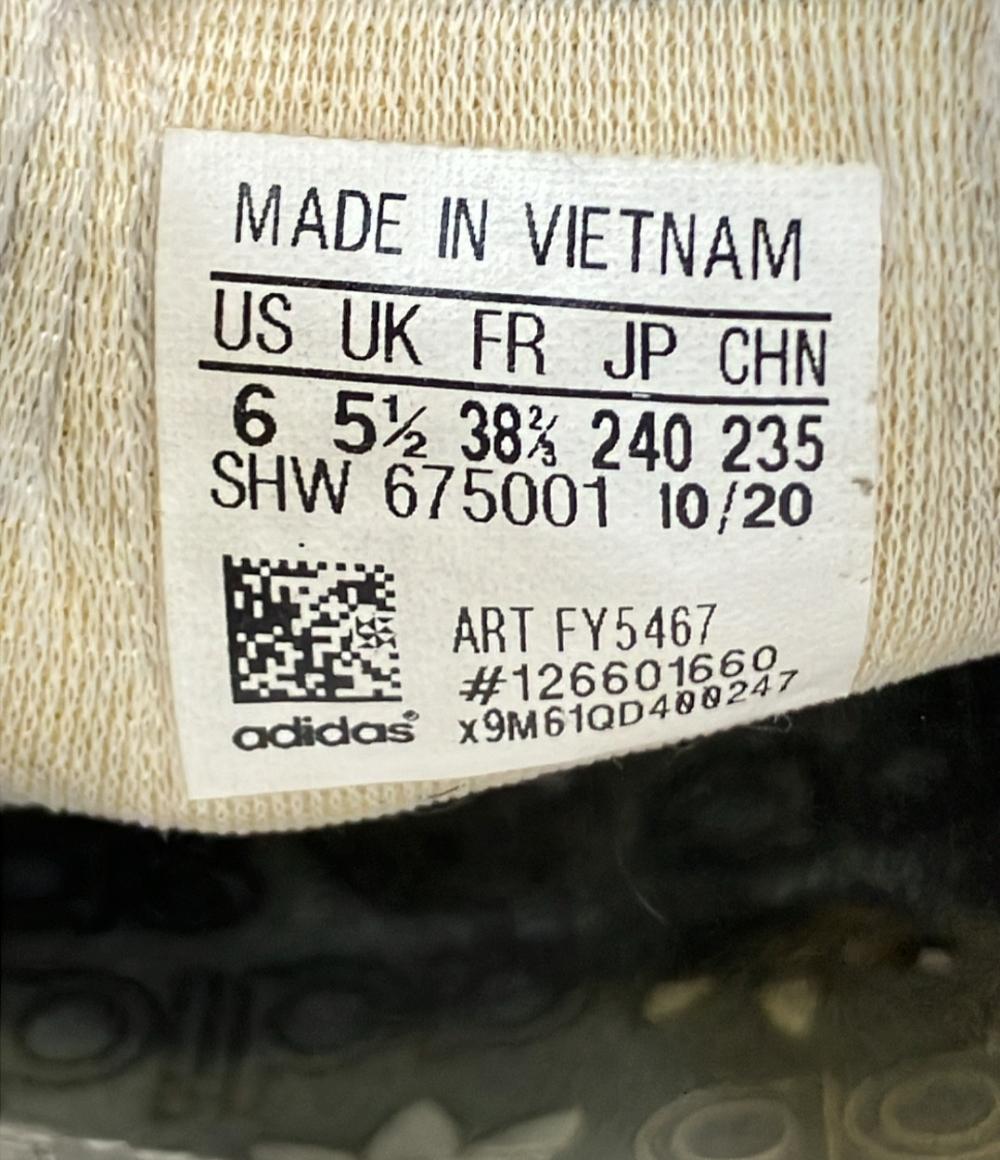 MADE IN VIETNAM
US UK FR JP CHN
6 5½ 38⅔ 240 235
SHW 675001 10/20
ART FY5467
#126601660
x9M61QD400247
adidas®